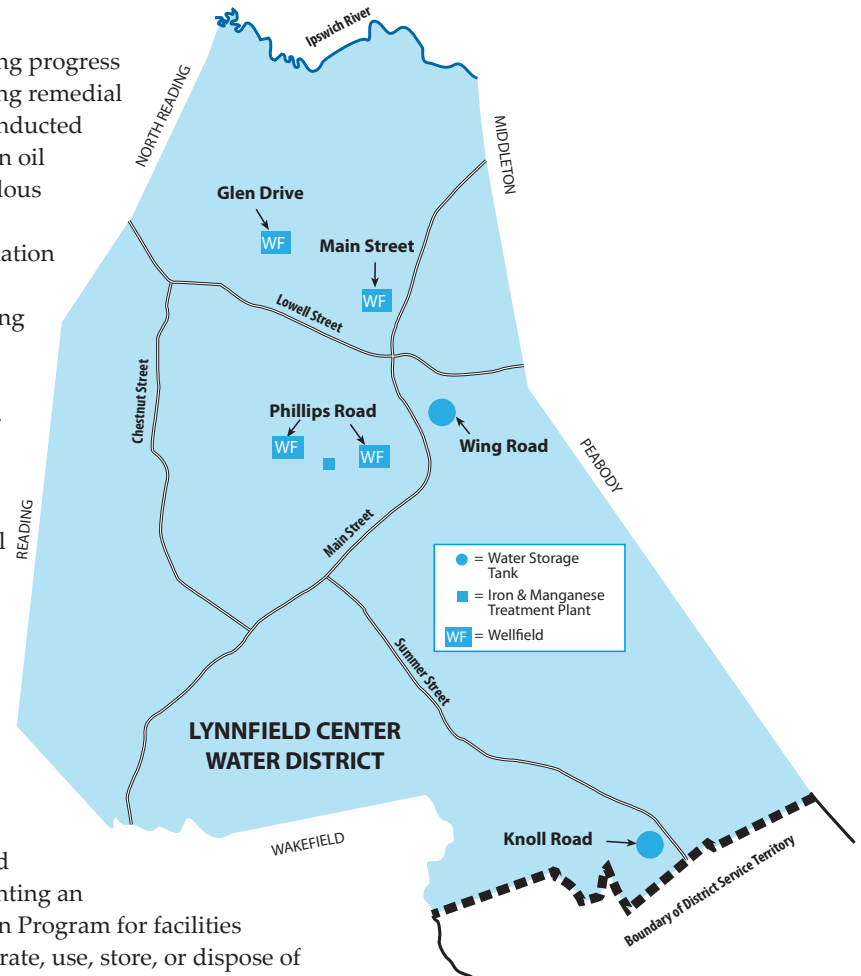 ng progress
ng remedial
nducted
n oil
lous
ation
ng
l
d
nting an
n Program for facilities
rate, use, store, or dispose of
Ipswich River
NORTH READING
MIDDLETON
Glen Drive
WF
Main Street
WF
Lowell Street
Chestnut Street
Phillips Road
WF
WF
Wing Road
PEABODY
READING
Main Street
= Water Storage
Tank
= Iron & Manganese
Treatment Plant
WF = Wellfield
Summer Street
LYNNFIELD CENTER
WATER DISTRICT
WAKEFIELD
Knoll Road
Boundary of District Service Territory